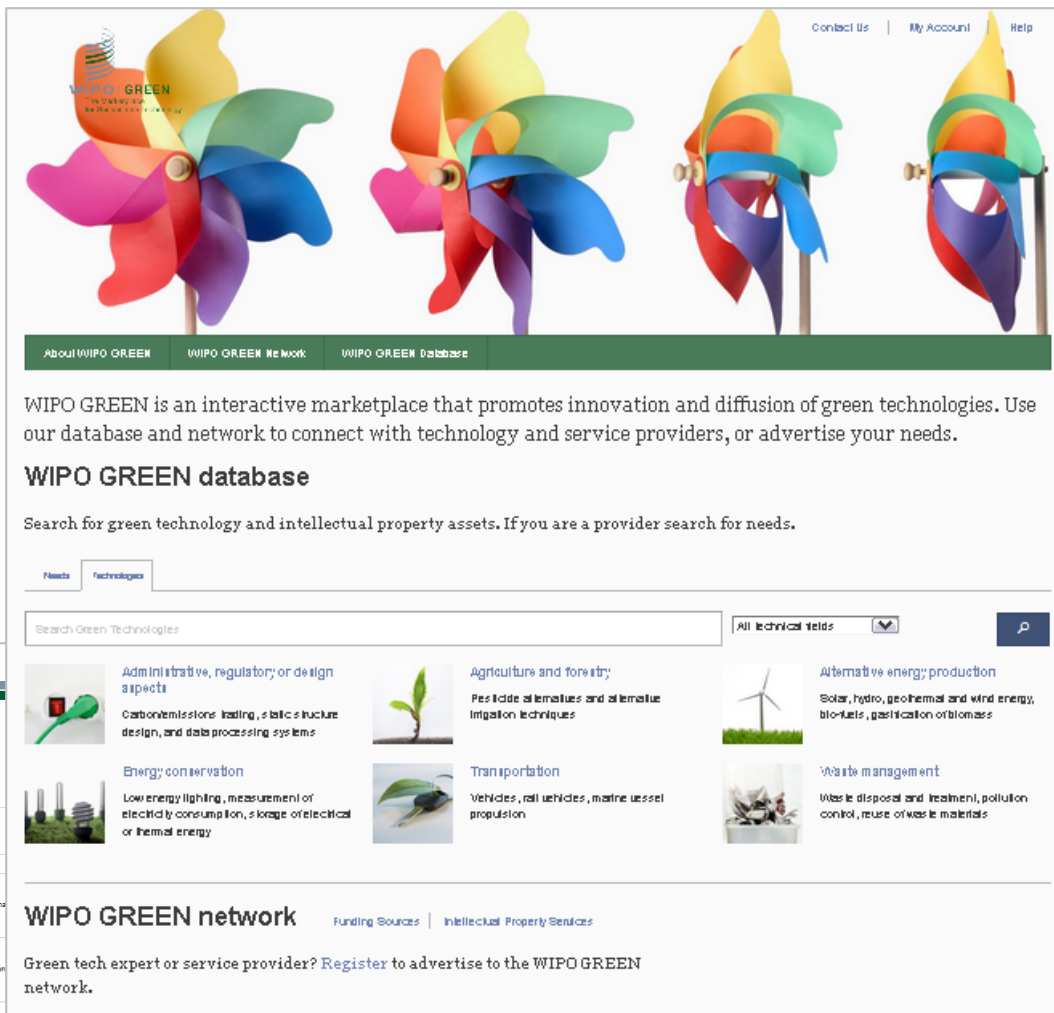 Contact Us | My Account | Help
WIPO | GREEN
The Marketplace
for Sustainable Technology
About WIPO GREEN
WIPO GREEN Network
WIPO GREEN Database
WIPO GREEN is an interactive marketplace that promotes innovation and diffusion of green technologies. Use
our database and network to connect with technology and service providers, or advertise your needs.
WIPO GREEN database
Search for green technology and intellectual property assets. If you are a provider search for needs.
Needs
Technologies
Search Green Technologies
All technical fields
Administrative, regulatory or design
aspects
Carbon/emissions trading, static structure
design, and data processing systems
Agriculture and forestry
Pesticide alternatives and alternative
irrigation techniques
Alternative energy production
Solar, hydro, geothermal and wind energy,
bio-fuels, gasification of biomass
Energy conservation
Low energy lighting, measurement of
electricity consumption, storage of electrical
or thermal energy
Transportation
Vehicles, rail vehicles, marine vessel
propulsion
Waste management
Waste disposal and treatment, pollution
control, reuse of waste materials
WIPO GREEN network
Funding Sources | Intellectual Property Services
Green tech expert or service provider? Register to advertise to the WIPO GREEN
network.